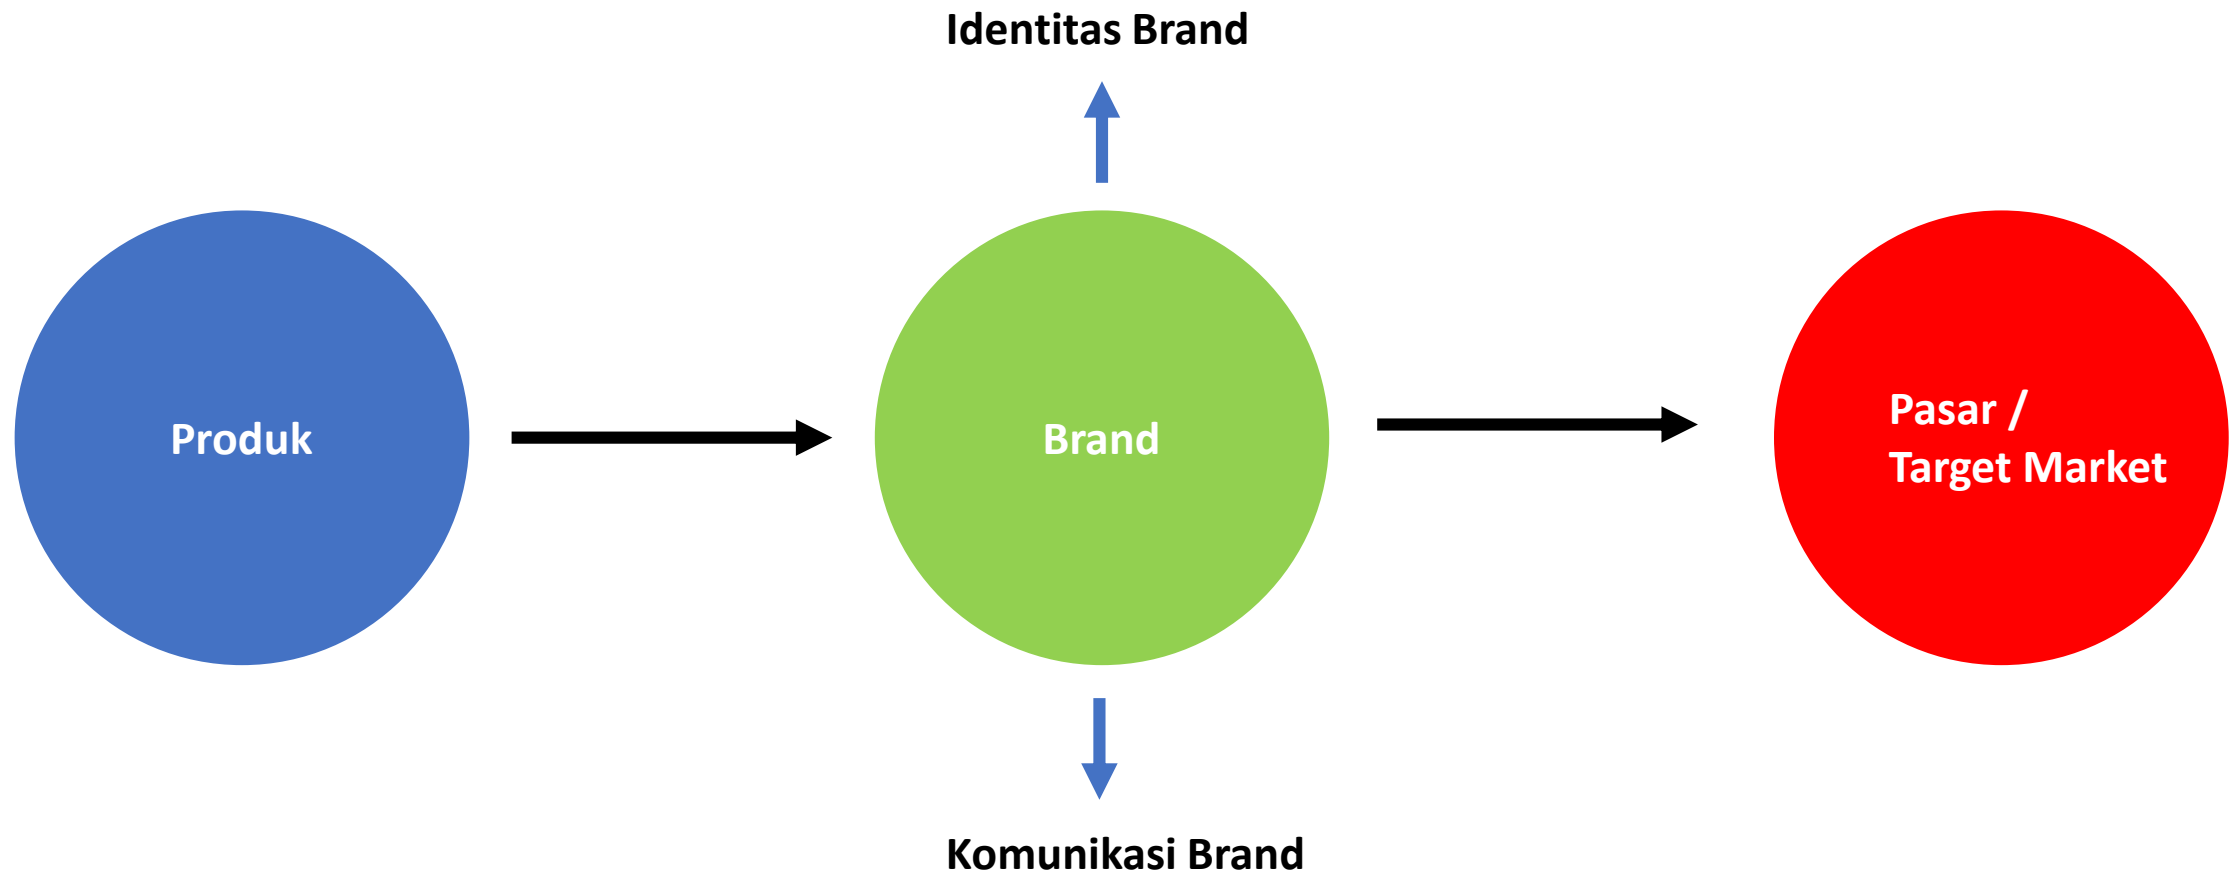 Identitas Brand
Produk
Brand
Pasar /
Target Market
Komunikasi Brand